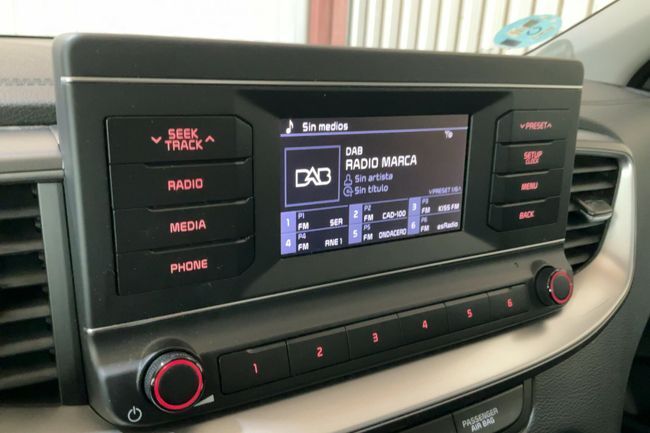 SEEK
TRACK
RADIO
MEDIA
PHONE
Sin medios
DAB
DAB
RADIO MARCA
Sin artista
Sin título
1 P1 FM SER
2 P2 FM CAD-100
3 P3 FM KISS FM
4 P4 FM RNE 1
5 P5 FM ONDACERO
6 P6 FM esRadio
PRESET
SETUP
CLOCK
MENU
BACK
1 2 3 4 5 6
PASSENGER
AIR BAG